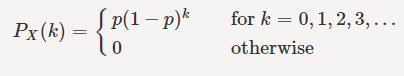 P_X(k) = { p(1 − p)^k for k = 0, 1, 2, 3, . . .
0 otherwise